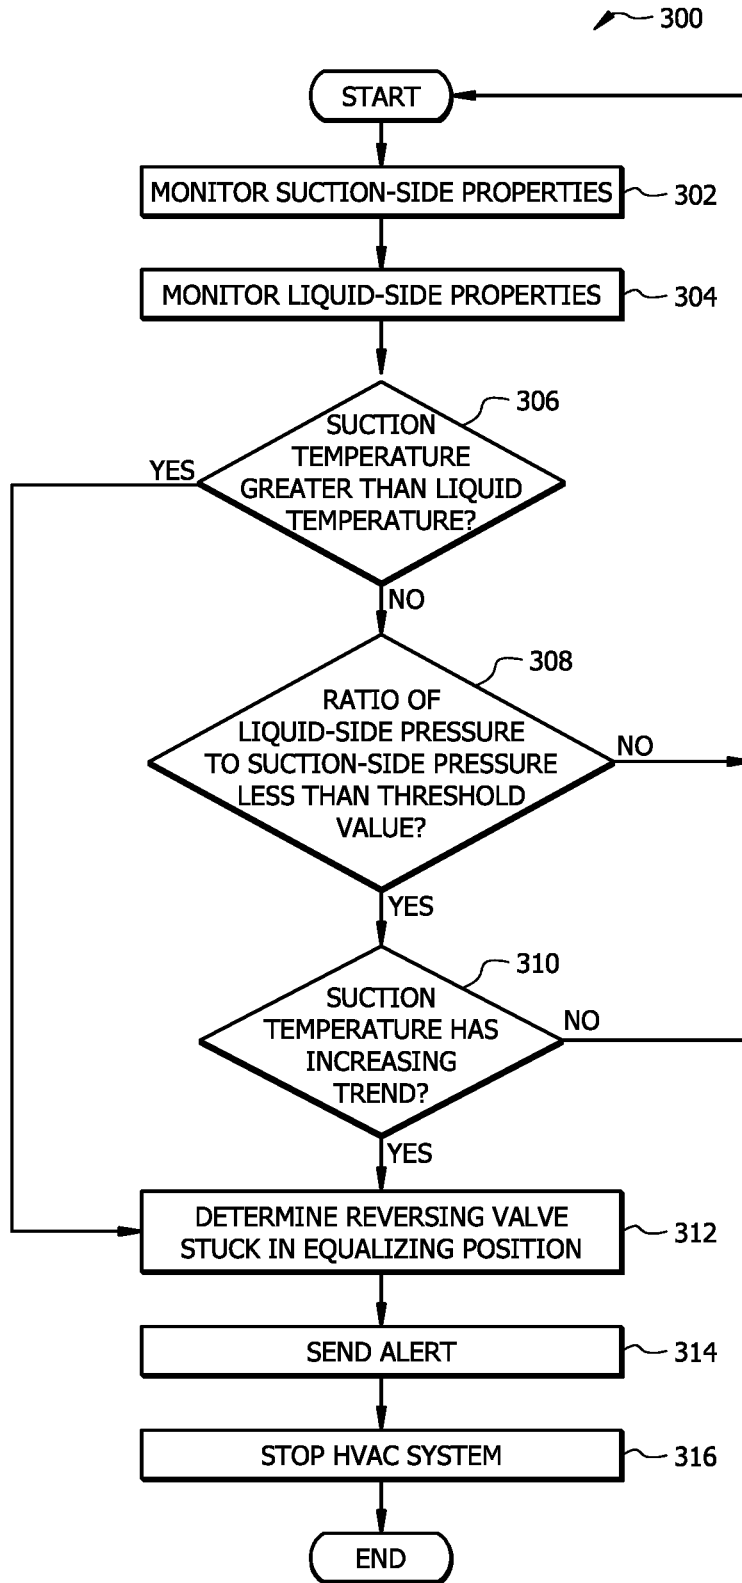 300
START
MONITOR SUCTION-SIDE PROPERTIES
302
MONITOR LIQUID-SIDE PROPERTIES
304
306
SUCTION
TEMPERATURE
GREATER THAN LIQUID
TEMPERATURE?
YES
NO
308
RATIO OF
LIQUID-SIDE PRESSURE
TO SUCTION-SIDE PRESSURE
LESS THAN THRESHOLD
VALUE?
NO
YES
310
SUCTION
TEMPERATURE HAS
INCREASING
TREND?
NO
YES
DETERMINE REVERSING VALVE
STUCK IN EQUALIZING POSITION
312
SEND ALERT
314
STOP HVAC SYSTEM
316
END